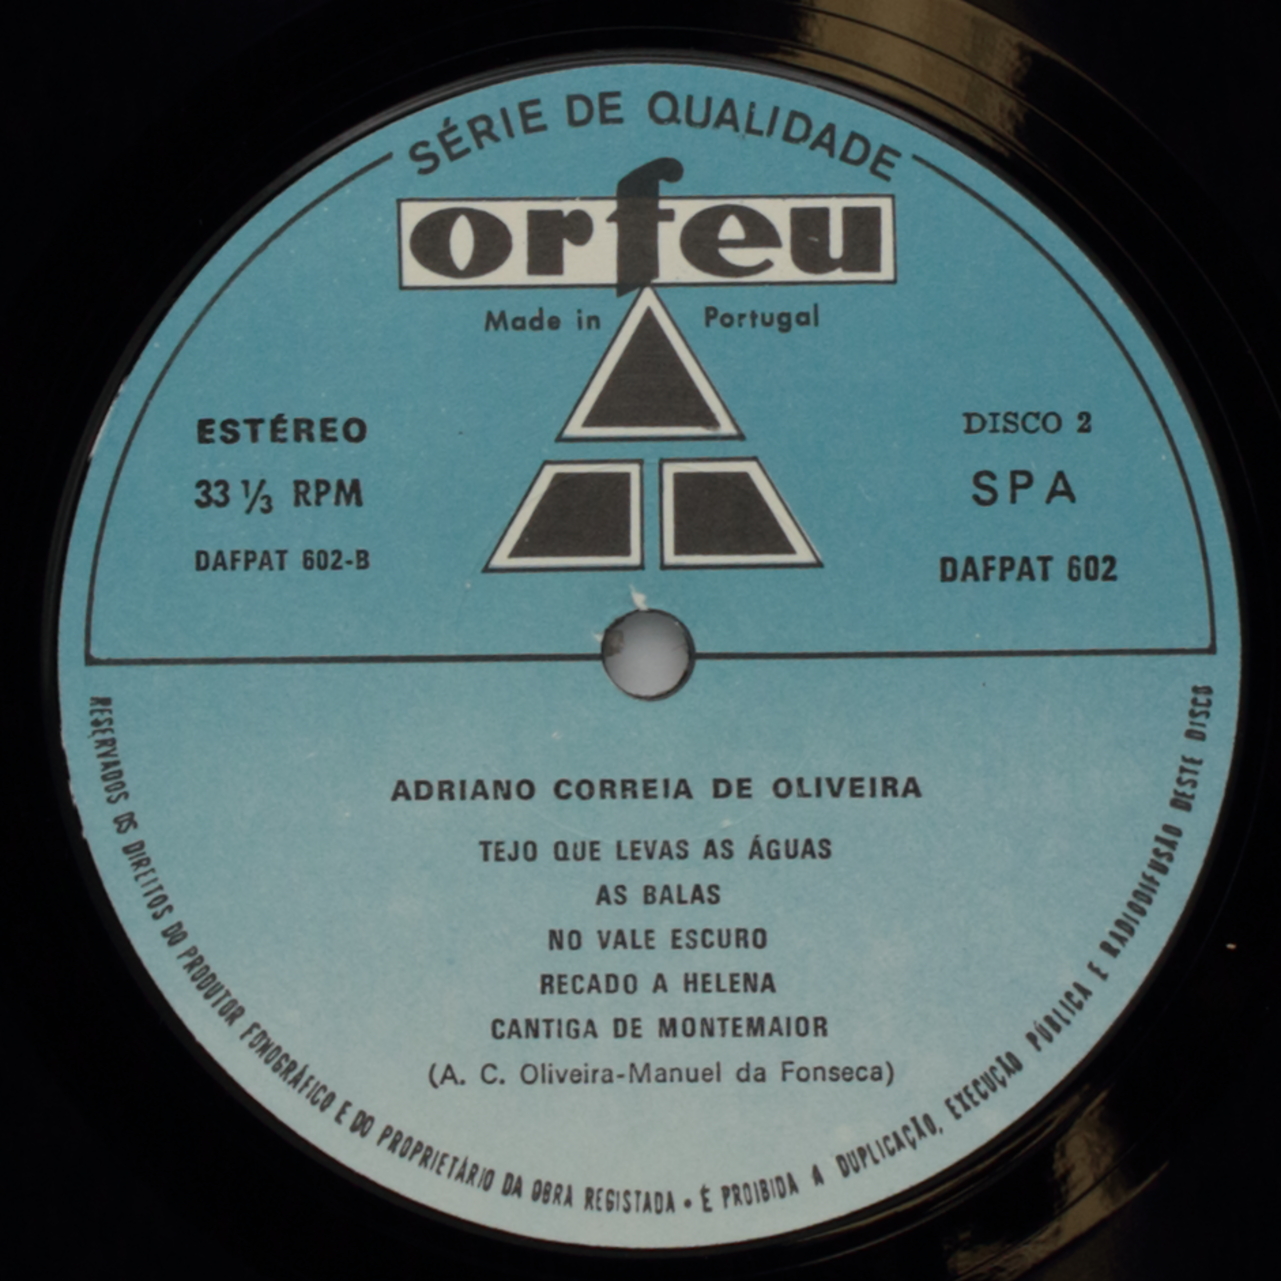 SÉRIE DE QUALIDADE
orfeu
Made in Portugal
ESTÉREO
33 ⅓ RPM
DAFPAT 602-B
DISCO 2
SPA
DAFPAT 602
ADRIANO CORREIA DE OLIVEIRA
TEJO QUE LEVAS AS ÁGUAS
AS BALAS
NO VALE ESCURO
RECADO A HELENA
CANTIGA DE MONTEMAIOR
(A. C. Oliveira-Manuel da Fonseca)
RESERVADOS OS DIREITOS DO PRODUTOR FONOGRÁFICO E DO PROPRIETÁRIO DA OBRA REGISTADA • É PROIBIDA A DUPLICAÇÃO, EXECUÇÃO PÚBLICA E RADIODIFUSÃO DESTE DISCO